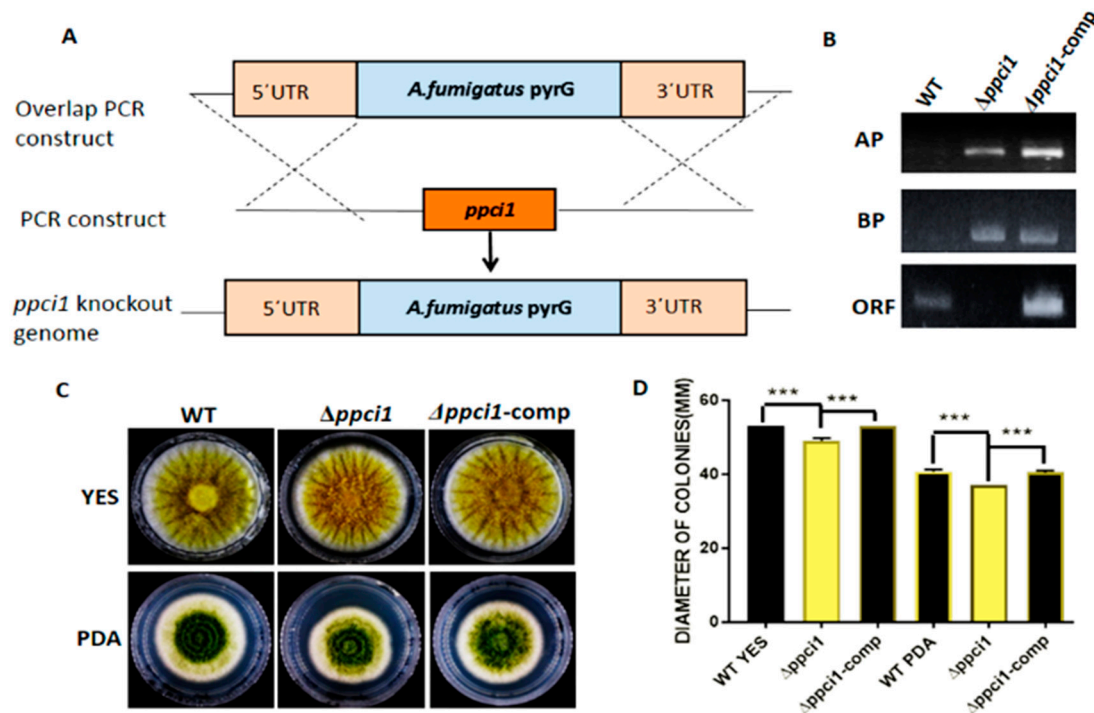 A
5´UTR
A.fumigatus pyrG
3´UTR
Overlap PCR
construct
PCR construct
ppci1
ppci1 knockout
genome
5´UTR
A.fumigatus pyrG
3´UTR
B
WT
Δppci1
Δppci1-comp
AP
BP
ORF
C
WT
Δppci1
Δppci1-comp
YES
PDA
D
***
***
***
***
DIAMETER OF COLONIES(MM)
60
40
20
0
WT YES
Δppci1
Δppci1-comp
WT PDA
Δppci1
Δppci1-comp